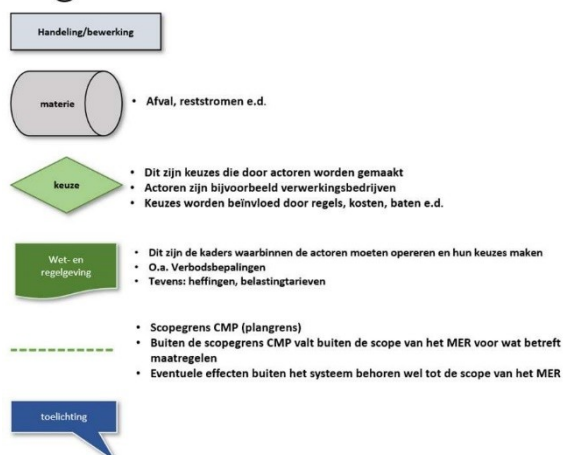 Handeling/bewerking
materie
• Afval, reststromen e.d.
keuze
• Dit zijn keuzes die door actoren worden gemaakt
• Actoren zijn bijvoorbeeld verwerkingsbedrijven
• Keuzes worden beïnvloed door regels, kosten, baten e.d.
Wet- en
regelgeving
• Dit zijn de kaders waarbinnen de actoren moeten opereren en hun keuzes maken
• O.a. Verbodsbepalingen
• Tevens: heffingen, belastingtarieven
• Scopegrens CMP (plangrens)
• Buiten de scopegrens CMP valt buiten de scope van het MER voor wat betreft
maatregelen
• Eventuele effecten buiten het systeem behoren wel tot de scope van het MER
toelichting